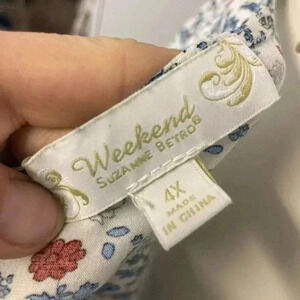 Weekend
SUZANNE BETRO®
4X
MADE
IN CHINA